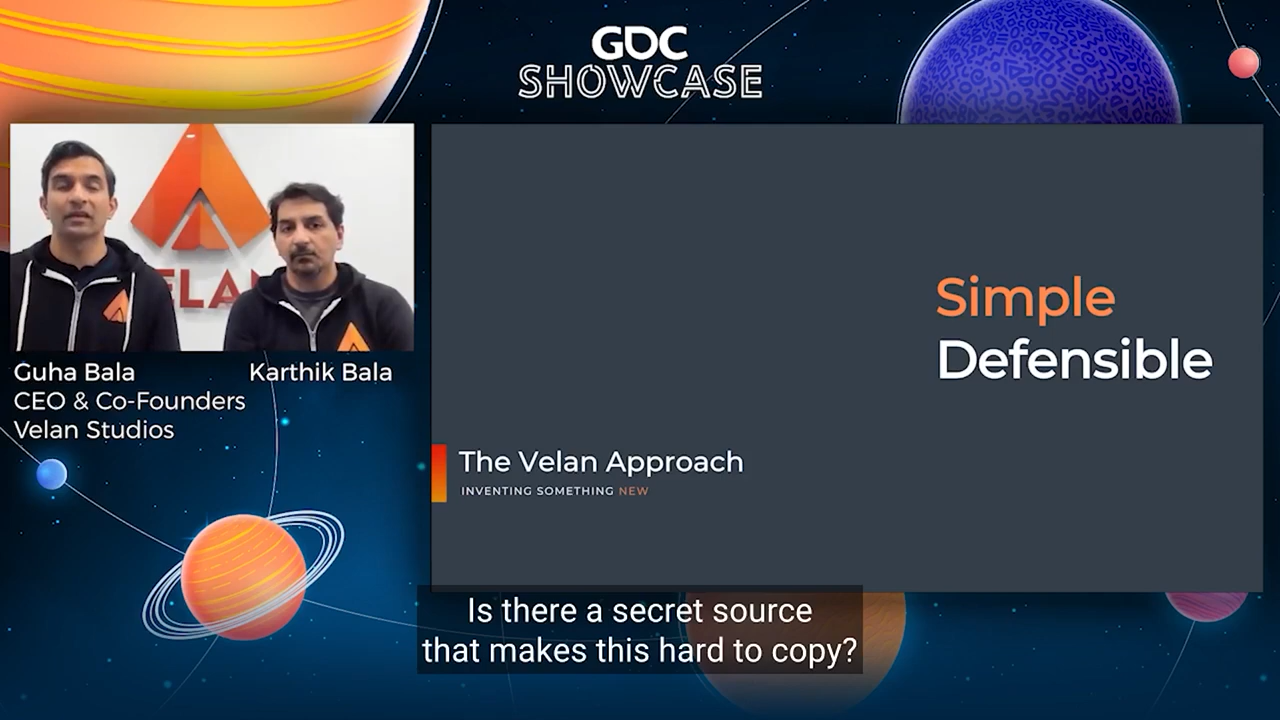 GDC
SHOWCASE
VELAN
Guha Bala
Karthik Bala
CEO & Co-Founders
Velan Studios
Simple
Defensible
The Velan Approach
INVENTING SOMETHING NEW
Is there a secret source
that makes this hard to copy?